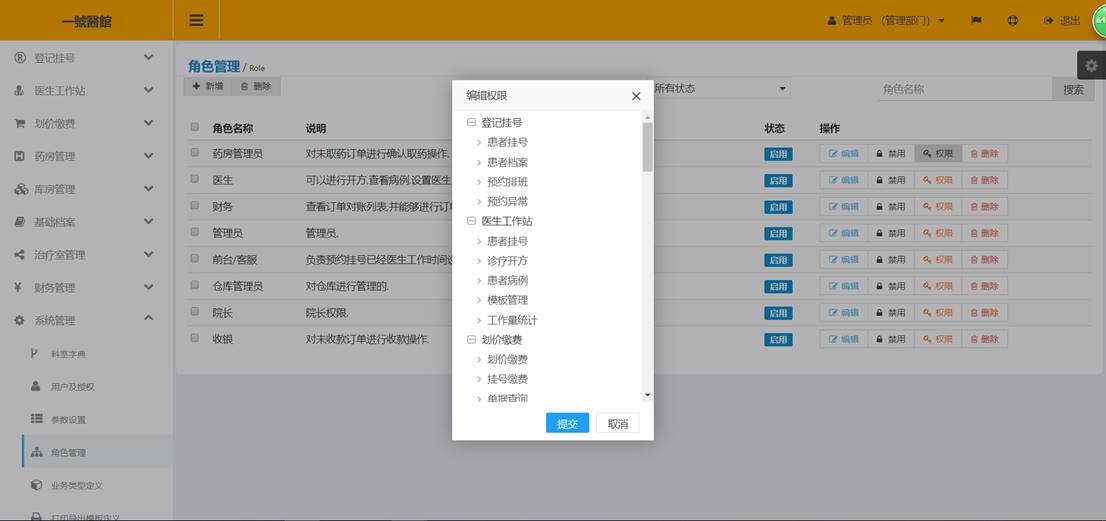 一號醫館
管理员 （管理部门）
退出
64
登记挂号
医生工作站
划价缴费
药房管理
库房管理
基础档案
治疗室管理
¥ 财务管理
系统管理
科室字典
用户及授权
参数设置
角色管理
业务类型定义
打印导出模板定义
角色管理 / Role
新增 删除
所有状态
角色名称 搜索
角色名称 说明 状态 操作
药房管理员 对未取药订单进行确认取药操作. 启用 编辑 禁用 权限 删除
医生 可以进行开方,查看病例,设置医生 启用 编辑 禁用 权限 删除
财务 查看订单对账列表,并能够进行订单 启用 编辑 禁用 权限 删除
管理员 管理员. 启用 编辑 禁用 权限 删除
前台/客服 负责预约挂号已经医生工作时间设 启用 编辑 禁用 权限 删除
仓库管理员 对仓库进行管理的. 启用 编辑 禁用 权限 删除
院长 院长权限. 启用 编辑 禁用 权限 删除
收银 对未收款订单进行收款操作. 启用 编辑 禁用 权限 删除
编辑权限
登记挂号
患者挂号
患者档案
预约排班
预约异常
医生工作站
患者挂号
诊疗开方
患者病例
模板管理
工作量统计
划价缴费
划价缴费
挂号缴费
单据查询
提交 取消